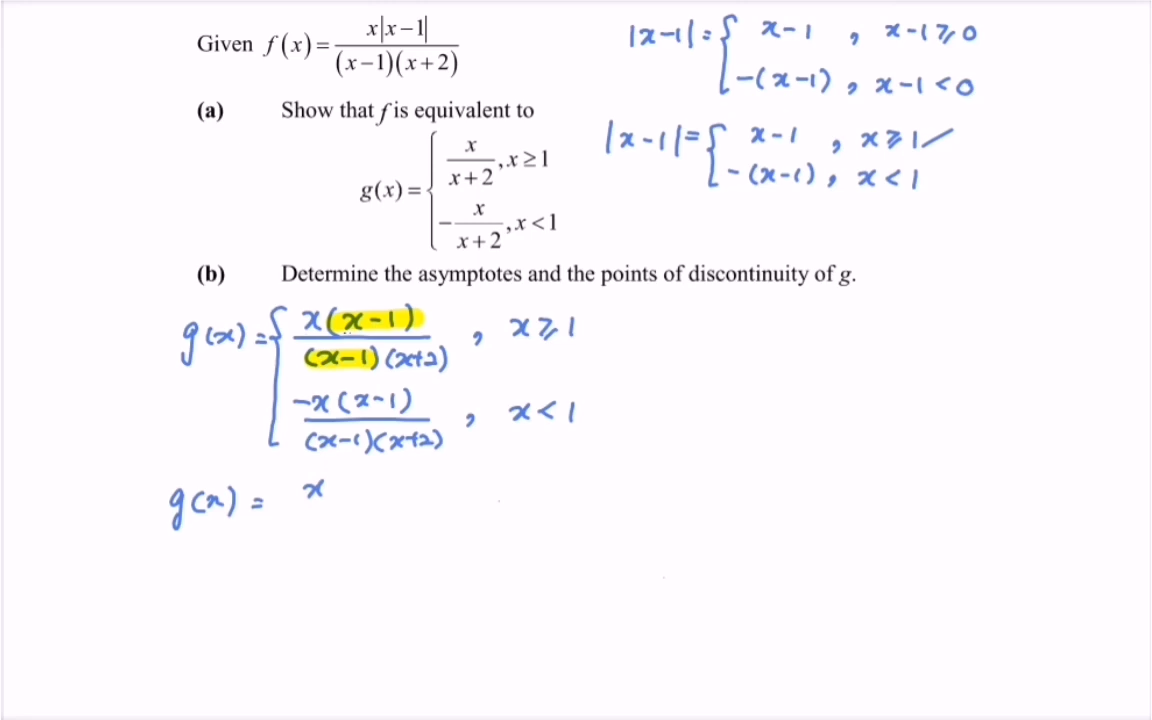 Given f(x) = x|x−1| / (x−1)(x+2)
(a) Show that f is equivalent to
g(x) = { x / x+2 , x ≥ 1
− x / x+2 , x < 1
(b) Determine the asymptotes and the points of discontinuity of g.
|x-1| = { x-1 , x-1 ≥ 0
-(x-1) , x-1 < 0
|x-1| = { x-1 , x ≥ 1 /
-(x-1) , x < 1
g(x) = { x(x-1) / (x-1)(x+2) , x ≥ 1
-x(x-1) / (x-1)(x+2) , x < 1
g(x) = x